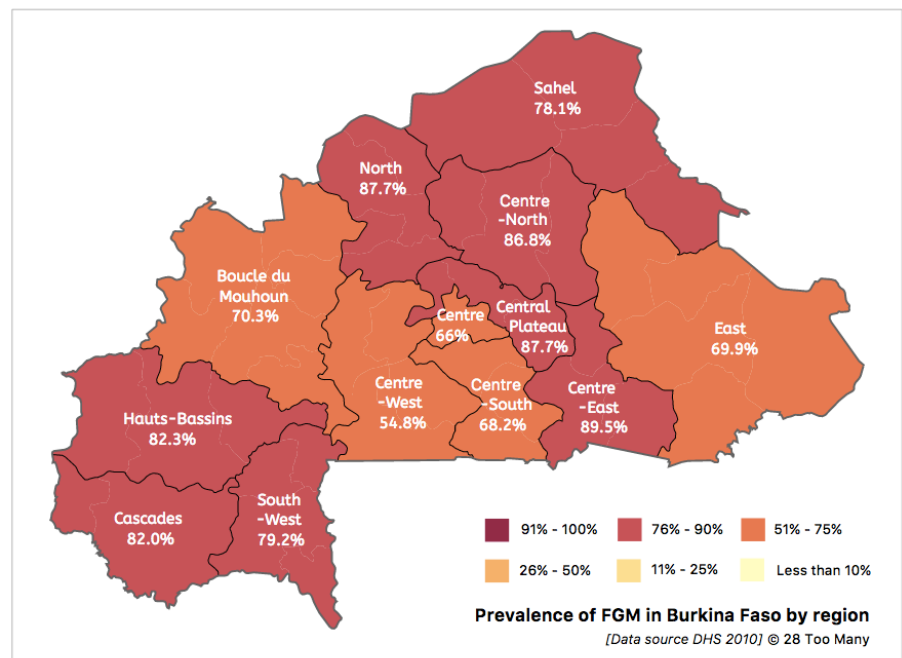 Sahel
78.1%
North
87.7%
Centre
-North
86.8%
Boucle du
Mouhoun
70.3%
Centre
66%
Central
Plateau
87.7%
East
69.9%
Centre
-West
54.8%
Centre
-South
68.2%
Centre
-East
89.5%
Hauts-Bassins
82.3%
Cascades
82.0%
South
-West
79.2%
91% - 100%
76% - 90%
51% - 75%
26% - 50%
11% - 25%
Less than 10%
Prevalence of FGM in Burkina Faso by region
[Data source DHS 2010] © 28 Too Many